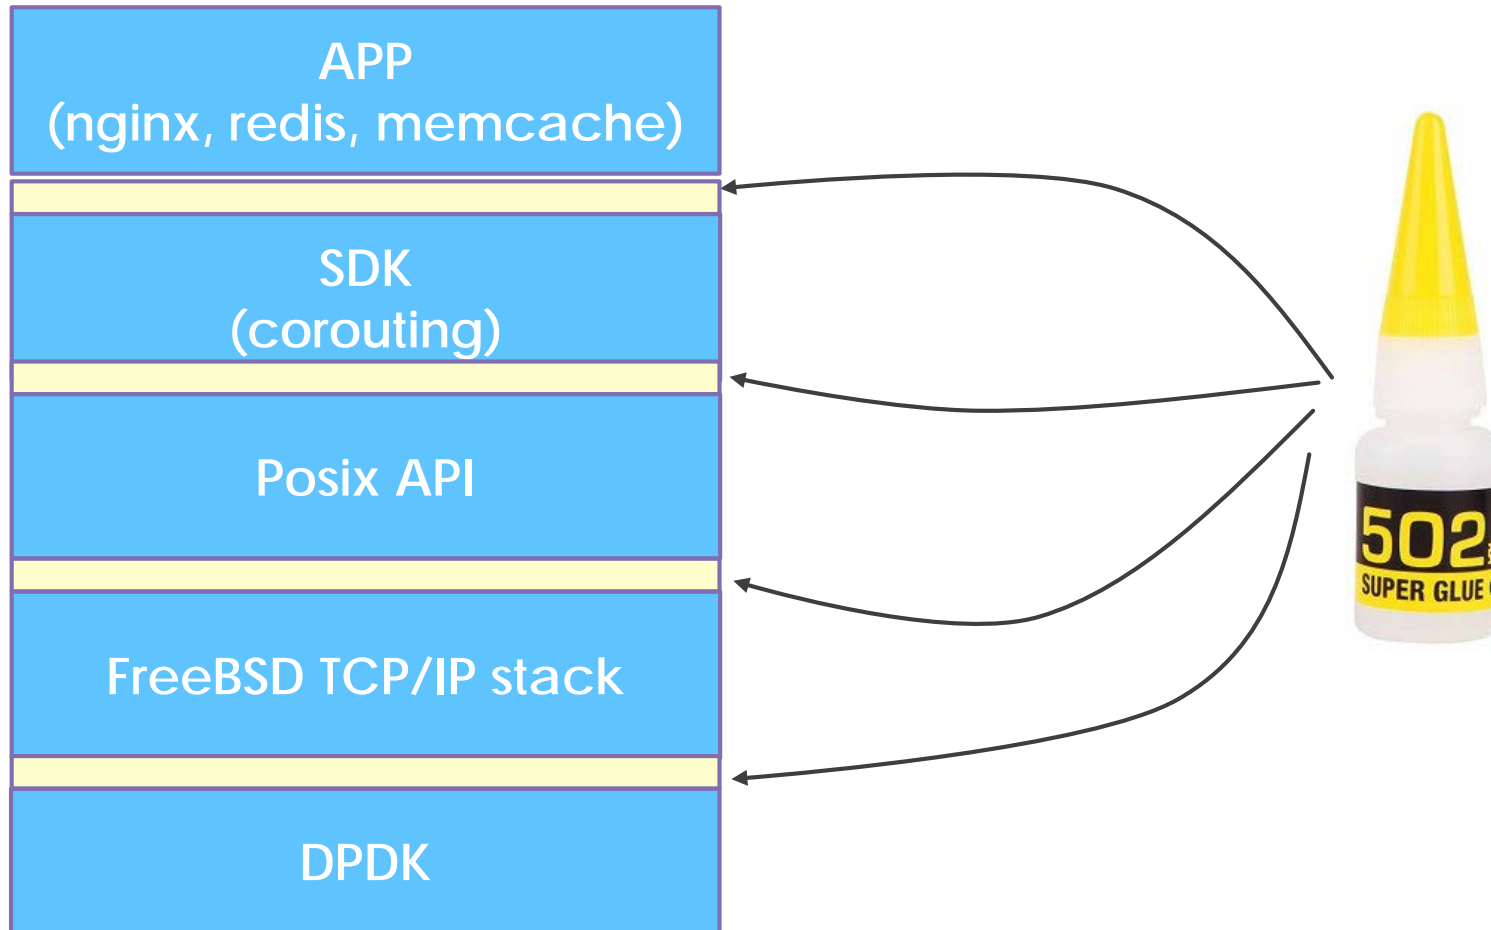 APP
(nginx, redis, memcache)
SDK
(corouting)
Posix API
FreeBSD TCP/IP stack
DPDK
502
SUPER GLUE